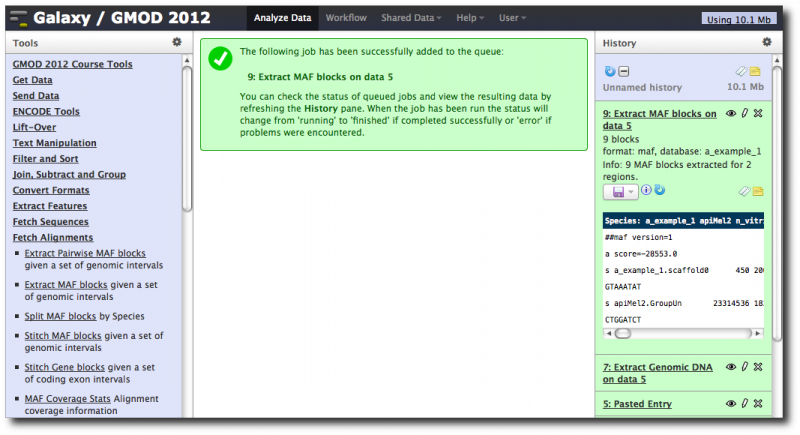 Galaxy / GMOD 2012
Analyze Data
Workflow
Shared Data
Help
User
Using 10.1 Mb
Tools
GMOD 2012 Course Tools
Get Data
Send Data
ENCODE Tools
Lift-Over
Text Manipulation
Filter and Sort
Join, Subtract and Group
Convert Formats
Extract Features
Fetch Sequences
Fetch Alignments
Extract Pairwise MAF blocks
given a set of genomic intervals
Extract MAF blocks given a set
of genomic intervals
Split MAF blocks by Species
Stitch MAF blocks given a set of
genomic intervals
Stitch Gene blocks given a set
of coding exon intervals
MAF Coverage Stats Alignment
coverage information
The following job has been successfully added to the queue:
9: Extract MAF blocks on data 5
You can check the status of queued jobs and view the resulting data by
refreshing the History pane. When the job has been run the status will
change from 'running' to 'finished' if completed successfully or 'error' if
problems were encountered.
History
Unnamed history
10.1 Mb
9: Extract MAF blocks on
data 5
9 blocks
format: maf, database: a_example_1
Info: 9 MAF blocks extracted for 2
regions.
Species: a_example_1 apiMel2 n_vitr
##maf version=1
a score=-28553.0
s a_example_1.scaffold0 450 20
GTAAATAT
s apiMel2.GroupUn 23314536 18
CTGGATCT
7: Extract Genomic DNA
on data 5
5: Pasted Entry